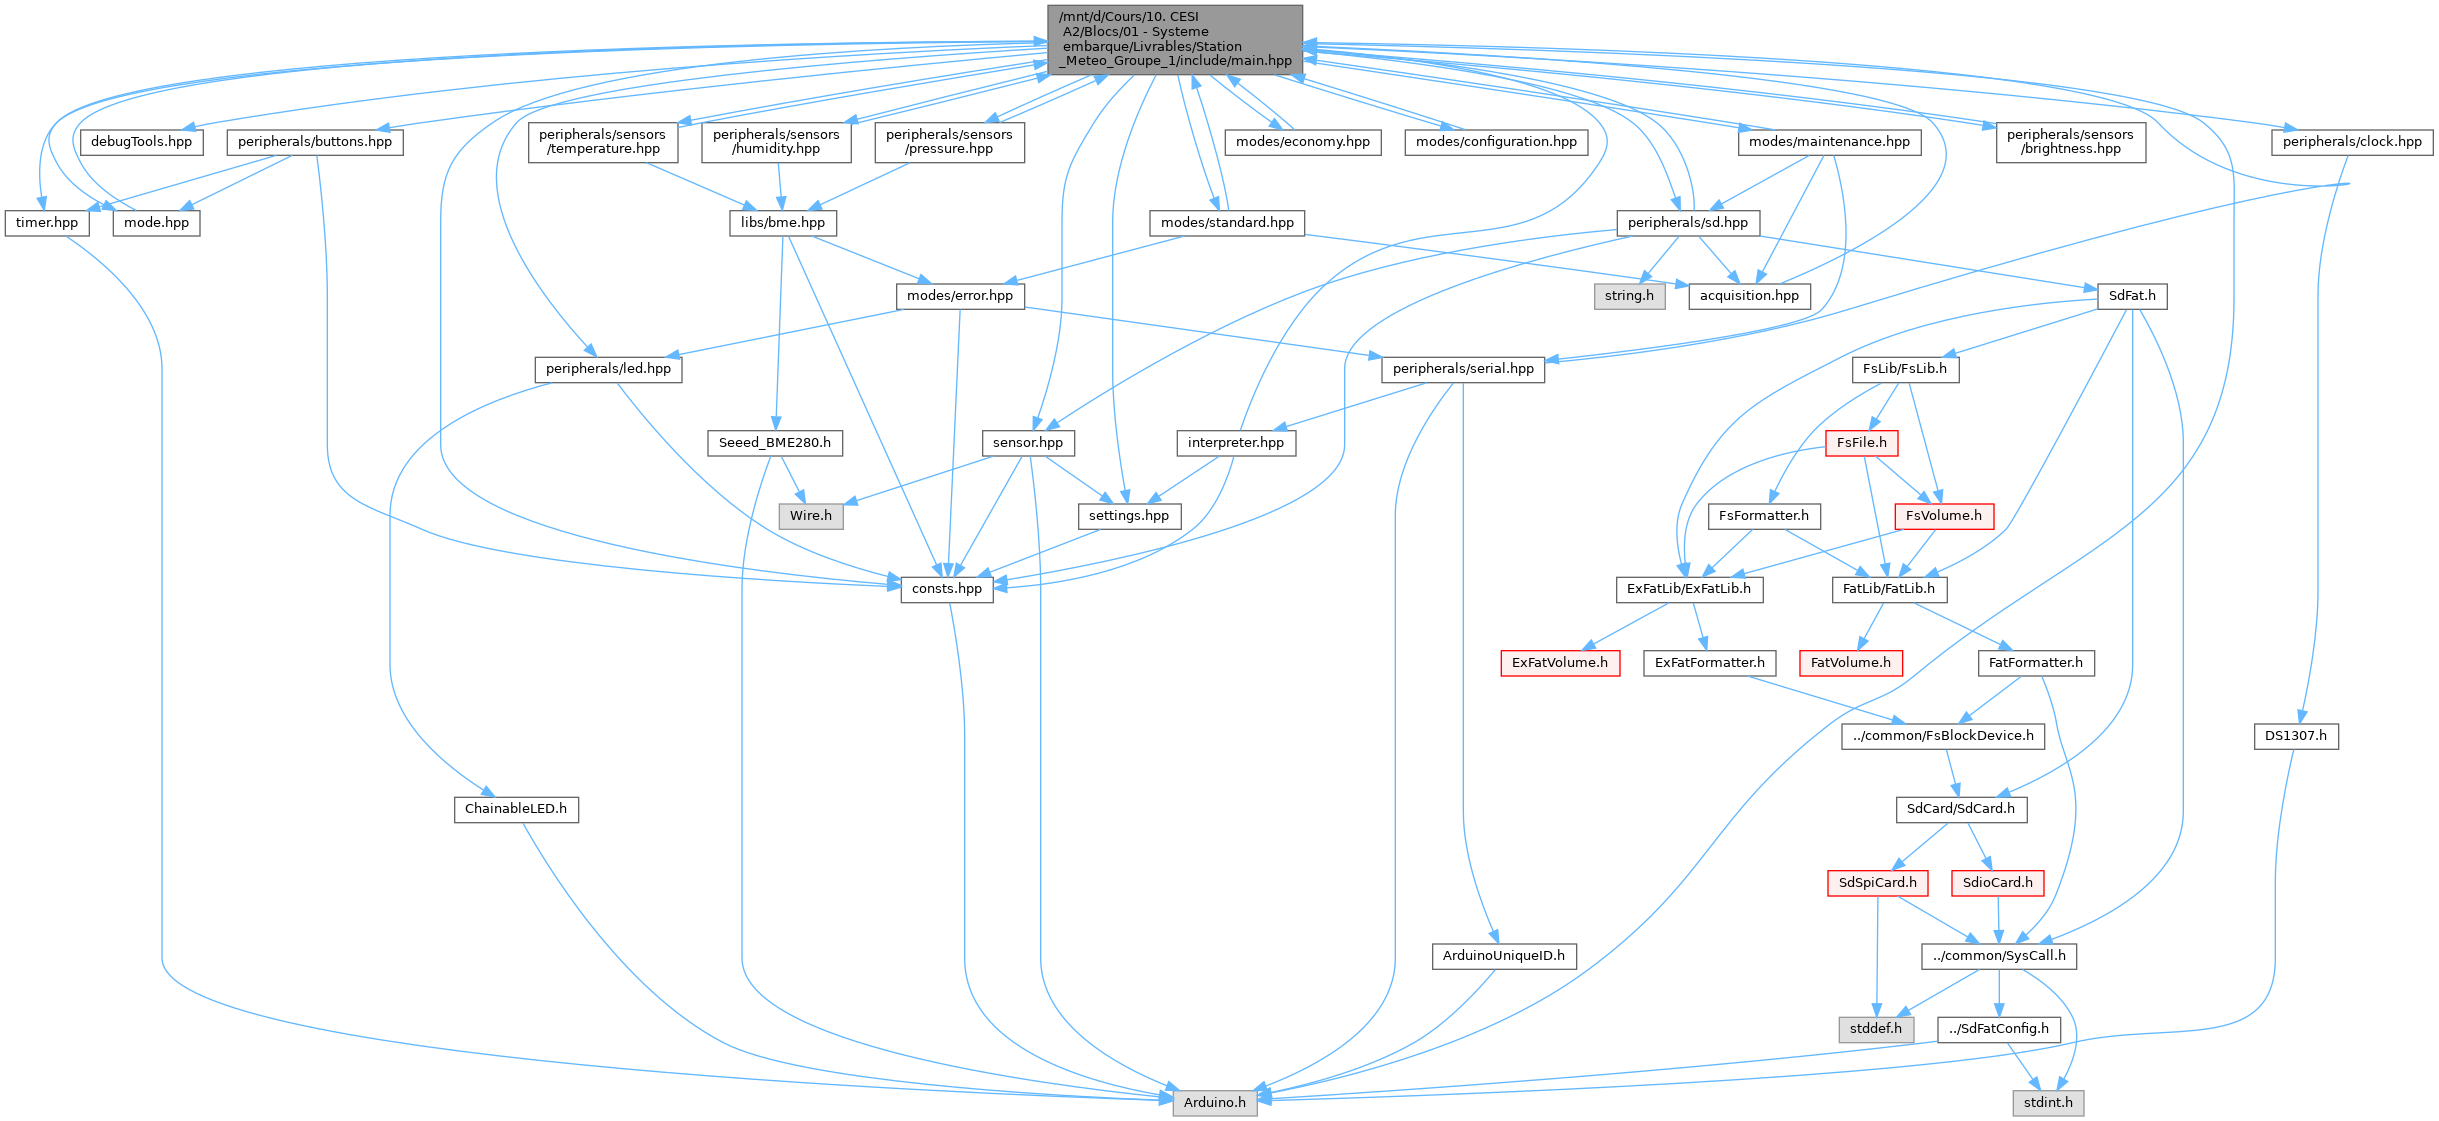 /mnt/d/Cours/10. CESI
A2/Blocs/01 - Systeme
embarque/Livrables/Station
_Meteo_Groupe_1/include/main.hpp
debugTools.hpp
peripherals/buttons.hpp
peripherals/sensors
/temperature.hpp
peripherals/sensors
/humidity.hpp
peripherals/sensors
/pressure.hpp
modes/economy.hpp
modes/configuration.hpp
modes/maintenance.hpp
peripherals/sensors
/brightness.hpp
peripherals/clock.hpp
timer.hpp
mode.hpp
libs/bme.hpp
modes/standard.hpp
peripherals/sd.hpp
modes/error.hpp
string.h
acquisition.hpp
SdFat.h
peripherals/led.hpp
peripherals/serial.hpp
FsLib/FsLib.h
Seeed_BME280.h
sensor.hpp
interpreter.hpp
FsFile.h
Wire.h
settings.hpp
FsFormatter.h
FsVolume.h
consts.hpp
ExFatLib/ExFatLib.h
FatLib/FatLib.h
ExFatVolume.h
ExFatFormatter.h
FatVolume.h
FatFormatter.h
../common/FsBlockDevice.h
DS1307.h
ChainableLED.h
SdCard/SdCard.h
SdSpiCard.h
SdioCard.h
ArduinoUniqueID.h
../common/SysCall.h
stddef.h
../SdFatConfig.h
Arduino.h
stdint.h